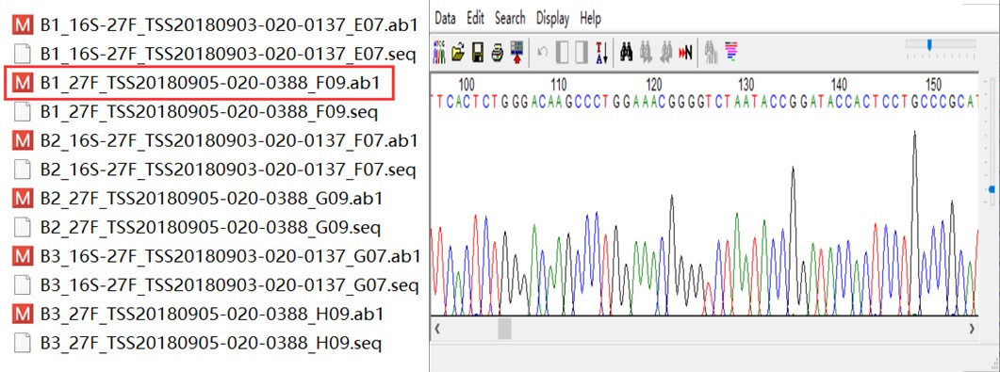 B1_16S-27F_TSS20180903-020-0137_E07.ab1
B1_16S-27F_TSS20180903-020-0137_E07.seq
B1_27F_TSS20180905-020-0388_F09.ab1
B1_27F_TSS20180905-020-0388_F09.seq
B2_16S-27F_TSS20180903-020-0137_F07.ab1
B2_16S-27F_TSS20180903-020-0137_F07.seq
B2_27F_TSS20180905-020-0388_G09.ab1
B2_27F_TSS20180905-020-0388_G09.seq
B3_16S-27F_TSS20180903-020-0137_G07.ab1
B3_16S-27F_TSS20180903-020-0137_G07.seq
B3_27F_TSS20180905-020-0388_H09.ab1
B3_27F_TSS20180905-020-0388_H09.seq
Data Edit Search Display Help
100 110 120 130 140 150
TTCACTCTGGGACAAGCCCTGGAAACGGGGTCTAATACCGGATACCACTCCTGCCCGCAT